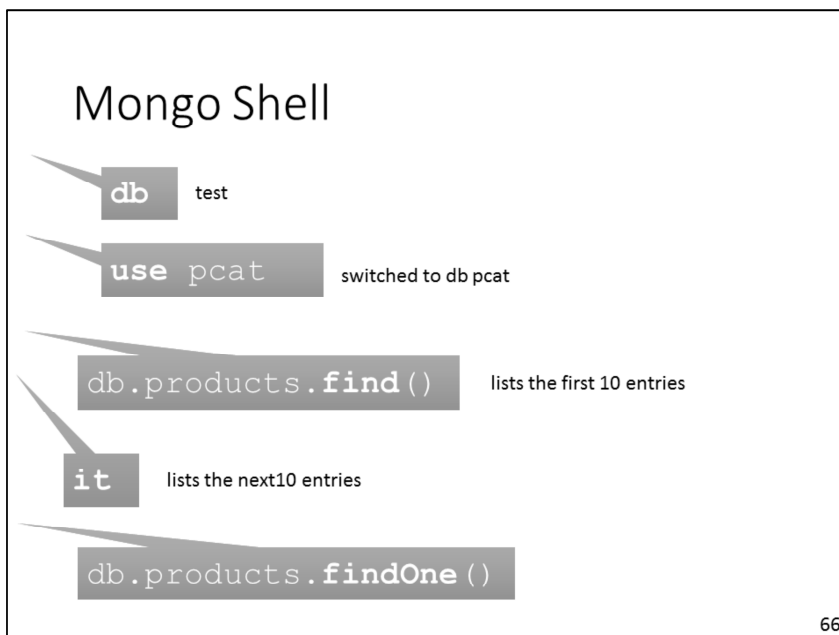 Mongo Shell
db test
use pcat switched to db pcat
db.products.find() lists the first 10 entries
it lists the next10 entries
db.products.findOne()
66